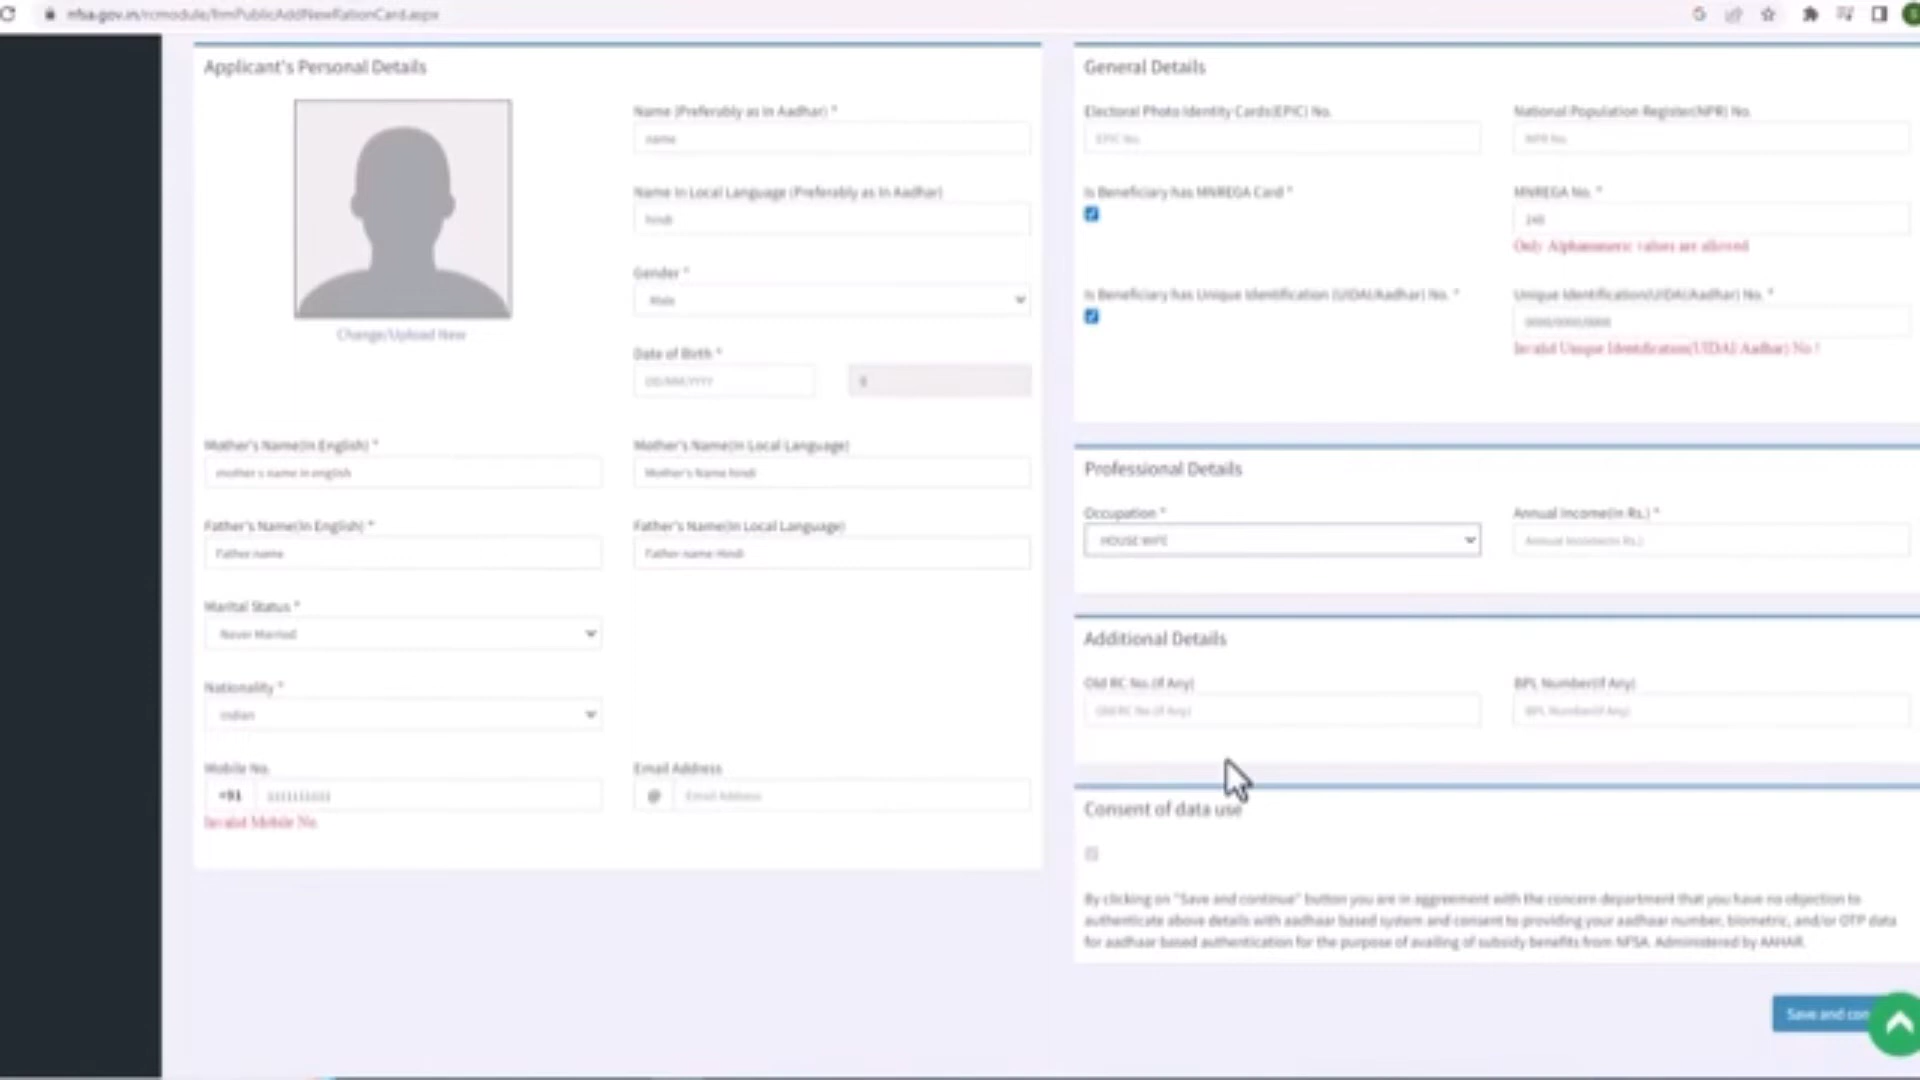 nfsa.gov.in/rcmodule/frmPublicAddNewRationCard.aspx
Applicant's Personal Details
Change/Upload New
Name (Preferably as in Aadhar) *
name
Name in Local Language (Preferably as in Aadhar)
hindi
Gender *
Male
Date of Birth *
DD/MM/YYYY
Mother's Name(In English) *
mother s name in english
Mother's Name(In Local Language)
Mother's Name hindi
Father's Name(In English) *
Father name
Father's Name(In Local Language)
Father name Hindi
Marital Status *
Never Married
Nationality *
Indian
Mobile No.
+91
Invalid Mobile No
Email Address
@ Email Address
General Details
Electoral Photo Identity Cards(EPIC) No.
EPIC No.
National Population Register(NPR) No.
NPR No.
Is Beneficiary has MNREGA Card *
MNREGA No. *
Only Alphanumeric values are allowed
Is Beneficiary has Unique Identification (UIDAI/Aadhar) No. *
Unique Identification(UIDAI/Aadhar) No. *
0000/0000/0000
Invalid Unique Identification(UIDAI/Aadhar) No !
Professional Details
Occupation *
HOUSE WIFE
Annual Income(in Rs.) *
Annual Income(in Rs.)
Additional Details
Old RC No.(if Any)
Old RC No.(if Any)
BPL Number(if Any)
BPL Number(if Any)
Consent of data use
By clicking on "Save and continue" button you are in aggreement with the concern department that you have no objection to
authenticate above details with aadhaar based system and consent to providing your aadhaar number, biometric, and/or OTP data
for aadhaar based authentication for the purpose of availing of subsidy benefits from NFSA. Administered by AAHAR.
Save and con